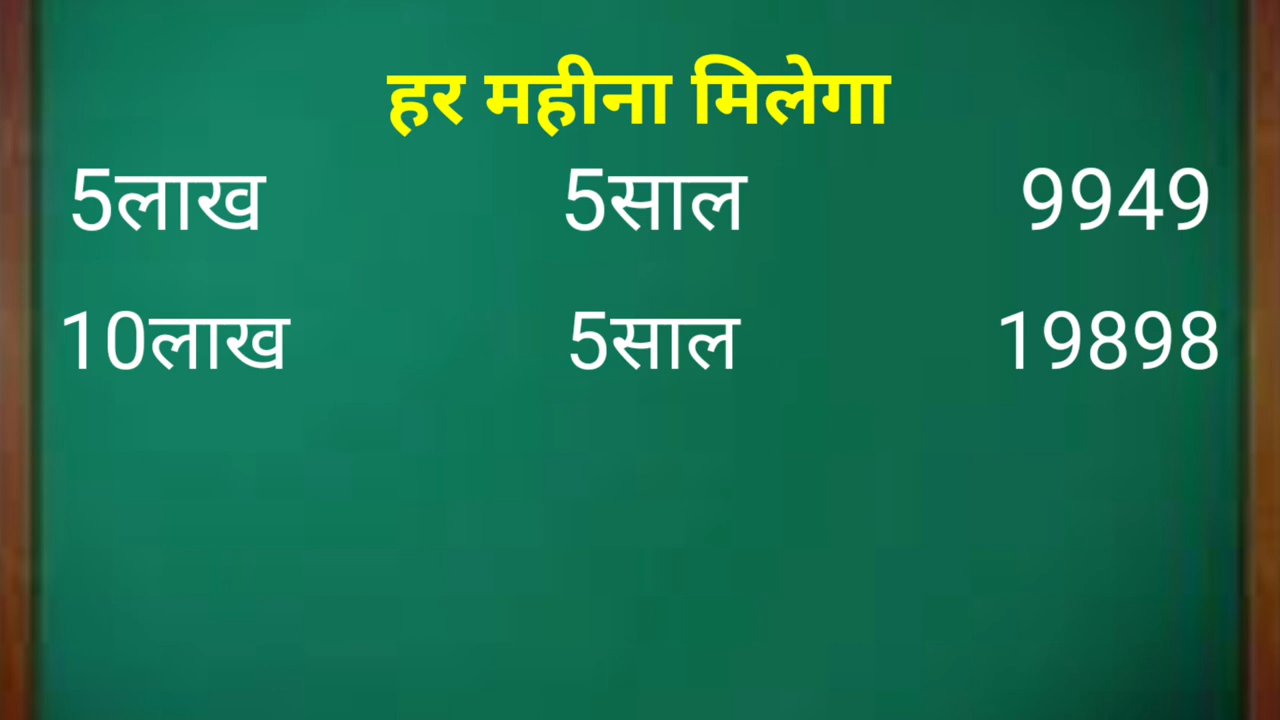 हर महीना मिलेगा
5लाख 5साल 9949
10लाख 5साल 19898